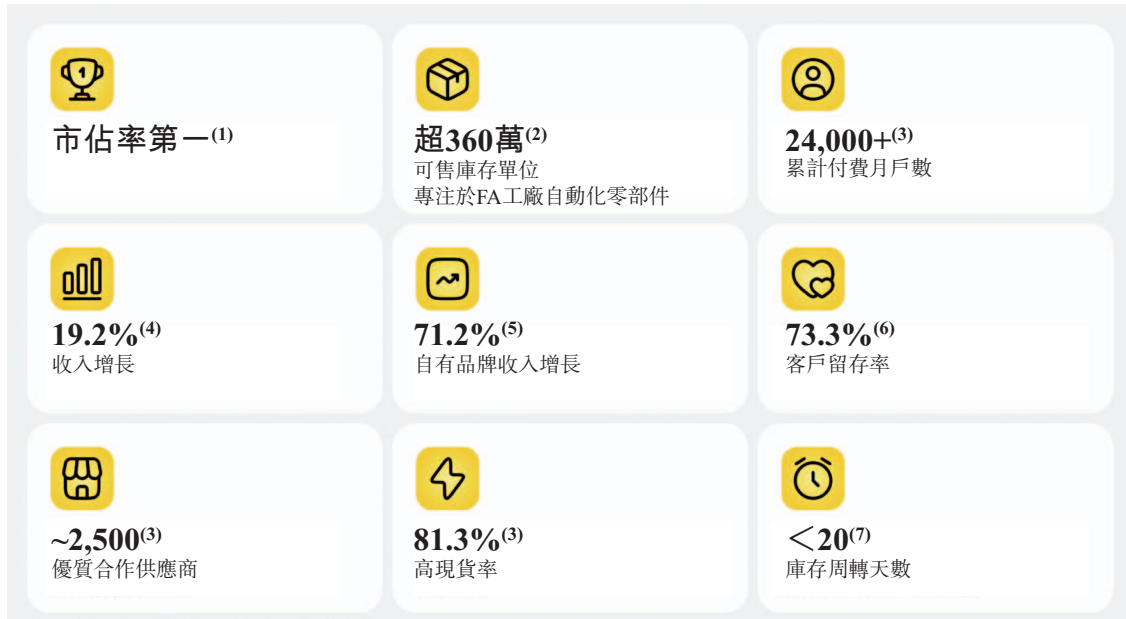 1
市佔率第一(1)
超360萬(2)
可售庫存單位
專注於FA工廠自動化零部件
24,000+(3)
累計付費月戶數
19.2%(4)
收入增長
71.2%(5)
自有品牌收入增長
73.3%(6)
客戶留存率
~2,500(3)
優質合作供應商
81.3%(3)
高現貨率
<20(7)
庫存周轉天數